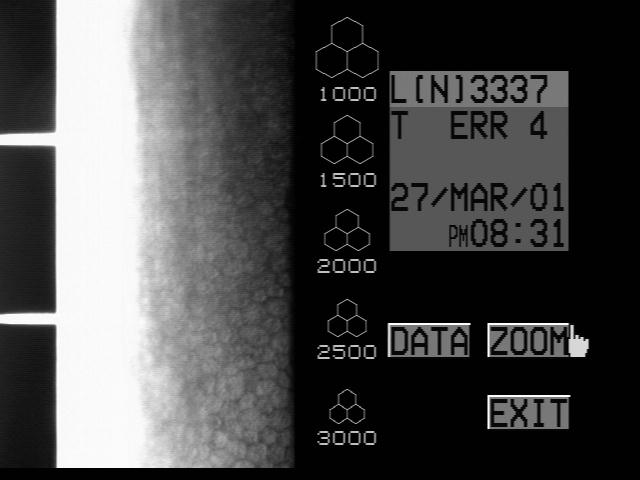 1000
1500
2000
2500
3000
L(N)3337
T ERR 4
27/MAR/01
PM08:31
DATA ZOOM
EXIT